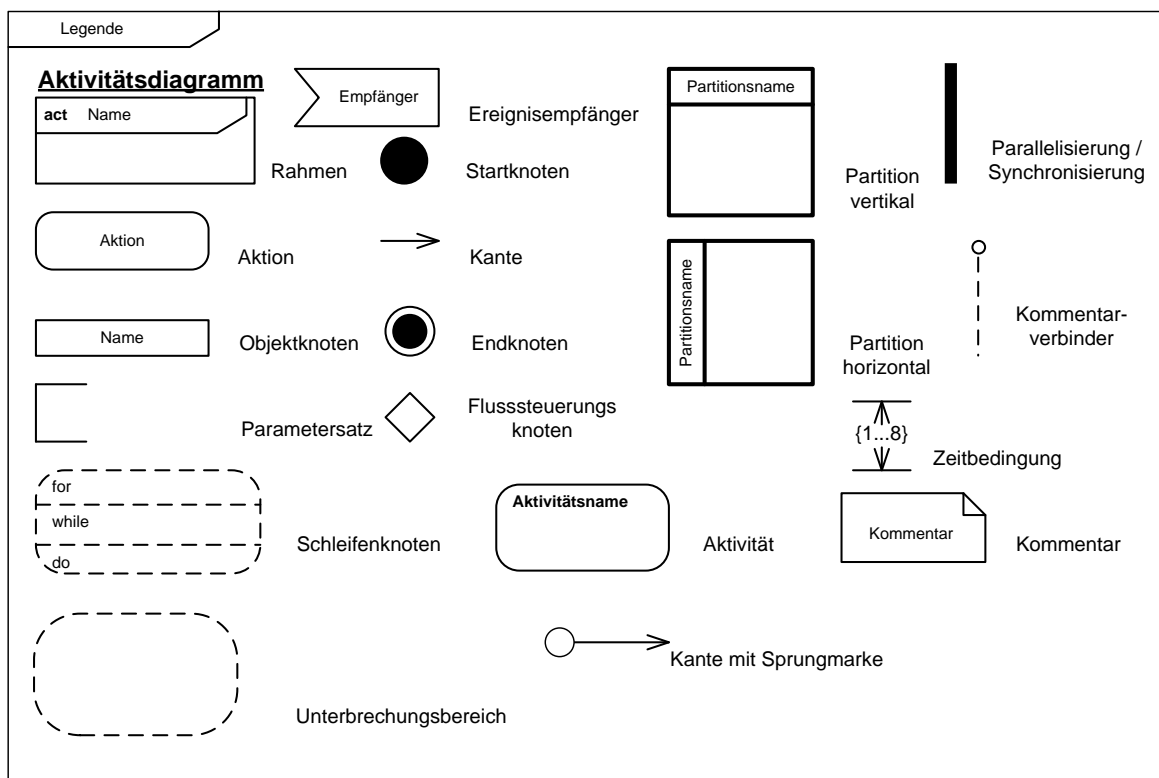 Legende
Aktivitätsdiagramm
act Name
Rahmen
Empfänger
Ereignisempfänger
Startknoten
Partitionsname
Partition
vertikal
Parallelisierung /
Synchronisierung
Aktion
Aktion
Kante
Partitionsname
Partition
horizontal
Kommentar-
verbinder
Name
Objektknoten
Endknoten
Parametersatz
Flusssteuerungs
knoten
{1...8}
Zeitbedingung
for
while
do
Schleifenknoten
Aktivitätsname
Aktivität
Kommentar
Kommentar
Kante mit Sprungmarke
Unterbrechungsbereich